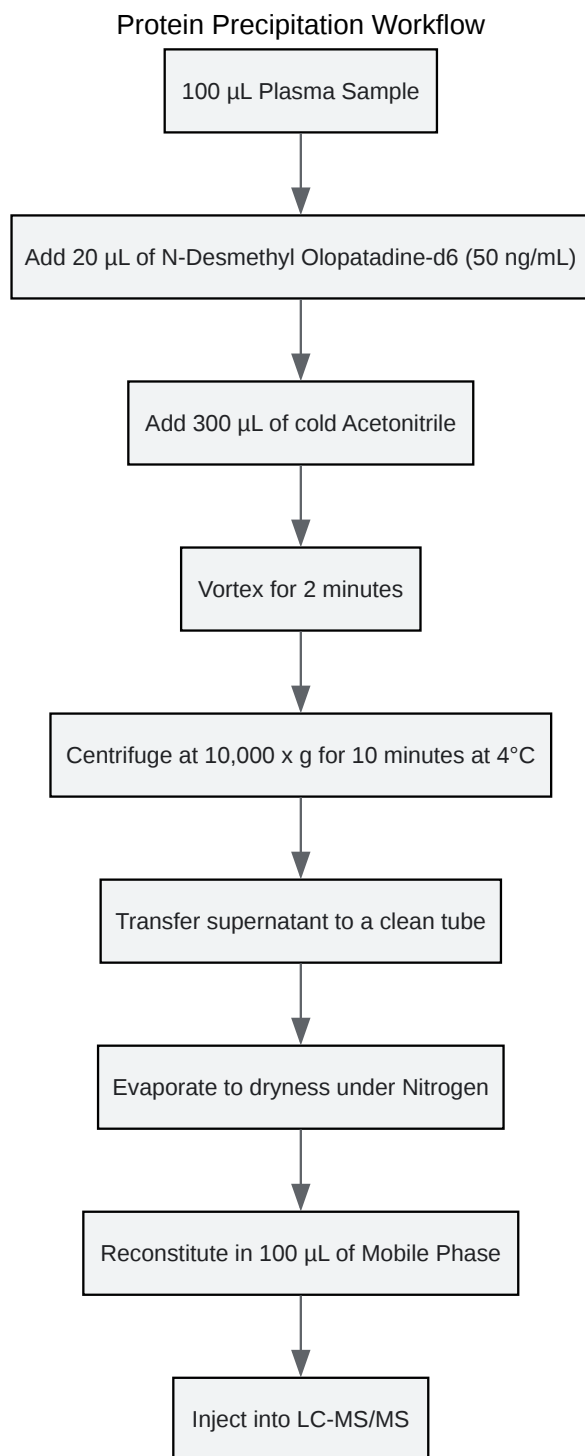 Protein Precipitation Workflow
100 µL Plasma Sample
Add 20 µL of N-Desmethyl Olopatadine-d6 (50 ng/mL)
Add 300 µL of cold Acetonitrile
Vortex for 2 minutes
Centrifuge at 10,000 x g for 10 minutes at 4°C
Transfer supernatant to a clean tube
Evaporate to dryness under Nitrogen
Reconstitute in 100 µL of Mobile Phase
Inject into LC-MS/MS